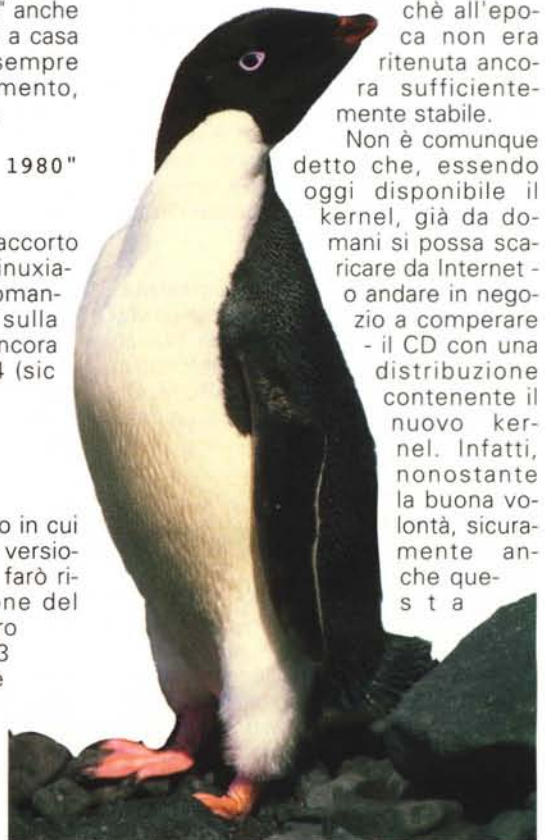 " anche
a casa
sempre
mento,
1980"
accorto
inuxia-
oman-
sulla
ncora
(sic
o in cui
versio-
farò ri-
one del
ro
3
chè all'epo-
ca non era
ritenuta anco-
ra sufficiente-
mente stabile.
Non è comunque
detto che, essendo
oggi disponibile il
kernel, già da do-
mani si possa sca-
ricare da Internet -
o andare in nego-
zio a comperare
- il CD con una
distribuzione
contenente il
nuovo ker-
nel. Infatti,
nonostante
la buona vo-
lontà, sicura-
mente an-
che que-
s t a